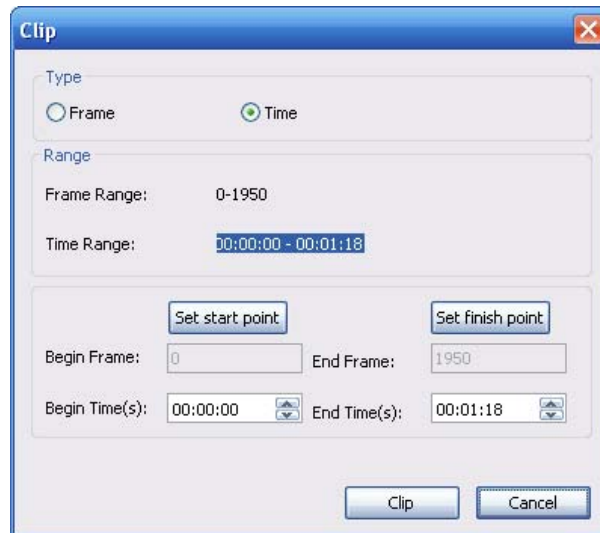 Clip
Type
Frame Time
Range
Frame Range: 0-1950
Time Range: 00:00:00 - 00:01:18
Set start point Set finish point
Begin Frame: 0 End Frame: 1950
Begin Time(s): 00:00:00 End Time(s): 00:01:18
Clip Cancel